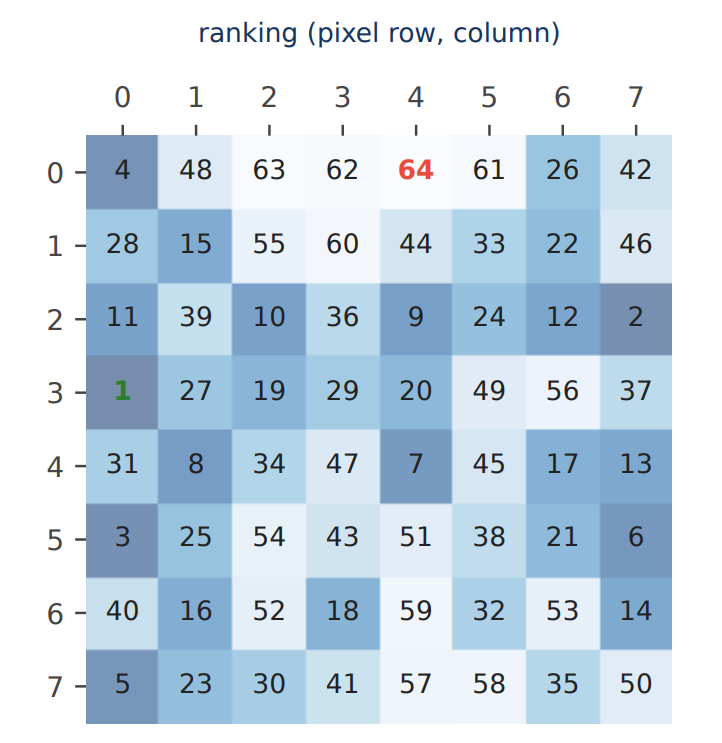 ranking (pixel row, column)
0 1 2 3 4 5 6 7
0 4 48 63 62 64 61 26 42
1 28 15 55 60 44 33 22 46
2 11 39 10 36 9 24 12 2
3 1 27 19 29 20 49 56 37
4 31 8 34 47 7 45 17 13
5 3 25 54 43 51 38 21 6
6 40 16 52 18 59 32 53 14
7 5 23 30 41 57 58 35 50